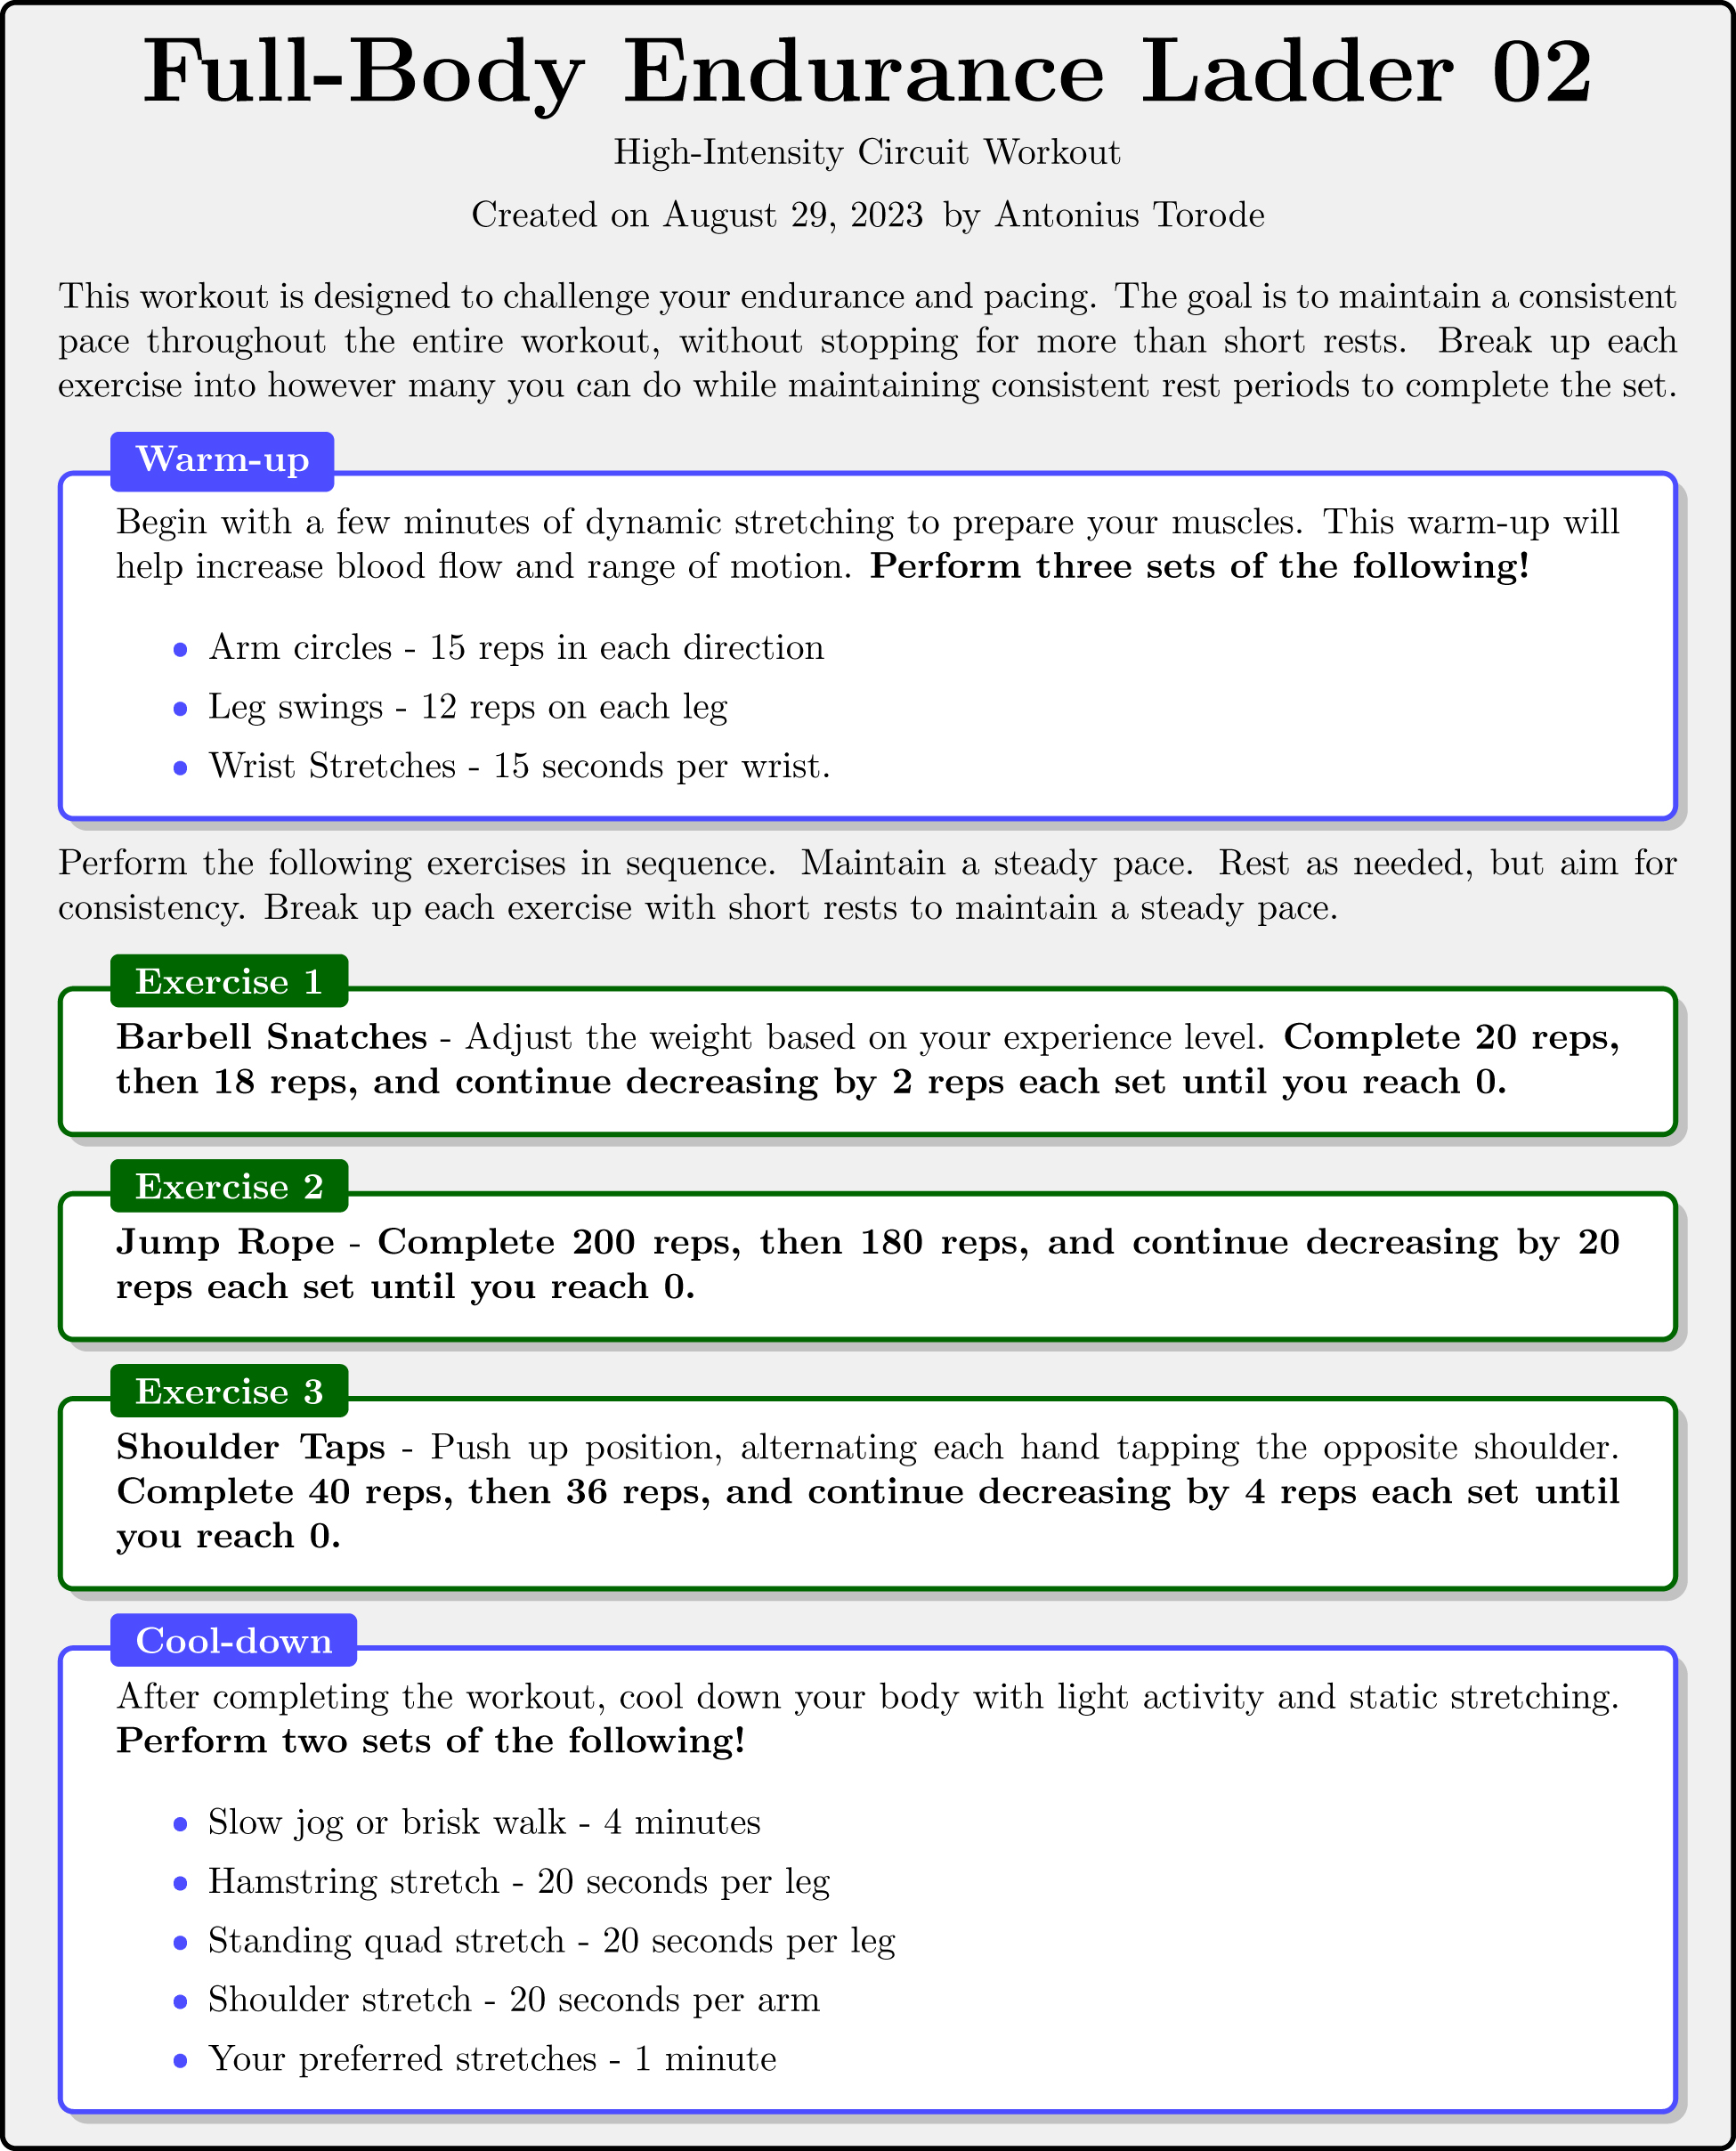 Full-Body Endurance Ladder 02
High-Intensity Circuit Workout
Created on August 29, 2023 by Antonius Torode
This workout is designed to challenge your endurance and pacing. The goal is to maintain a consistent
pace throughout the entire workout, without stopping for more than short rests. Break up each
exercise into however many you can do while maintaining consistent rest periods to complete the set.
Warm-up
Begin with a few minutes of dynamic stretching to prepare your muscles. This warm-up will
help increase blood flow and range of motion. Perform three sets of the following!
• Arm circles - 15 reps in each direction
• Leg swings - 12 reps on each leg
• Wrist Stretches - 15 seconds per wrist.
Perform the following exercises in sequence. Maintain a steady pace. Rest as needed, but aim for
consistency. Break up each exercise with short rests to maintain a steady pace.
Exercise 1
Barbell Snatches - Adjust the weight based on your experience level. Complete 20 reps,
then 18 reps, and continue decreasing by 2 reps each set until you reach 0.
Exercise 2
Jump Rope - Complete 200 reps, then 180 reps, and continue decreasing by 20
reps each set until you reach 0.
Exercise 3
Shoulder Taps - Push up position, alternating each hand tapping the opposite shoulder.
Complete 40 reps, then 36 reps, and continue decreasing by 4 reps each set until
you reach 0.
Cool-down
After completing the workout, cool down your body with light activity and static stretching.
Perform two sets of the following!
• Slow jog or brisk walk - 4 minutes
• Hamstring stretch - 20 seconds per leg
• Standing quad stretch - 20 seconds per leg
• Shoulder stretch - 20 seconds per arm
• Your preferred stretches - 1 minute